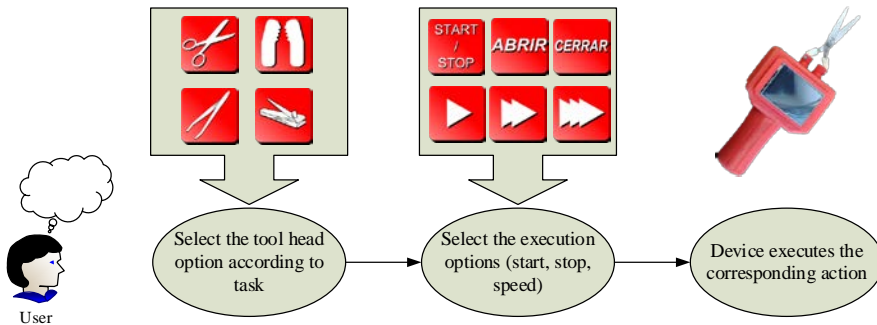 START
/
STOP
ABRIR
CERRAR
Select the tool head
option according to
task
Select the execution
options (start, stop,
speed)
Device executes the
corresponding action
User